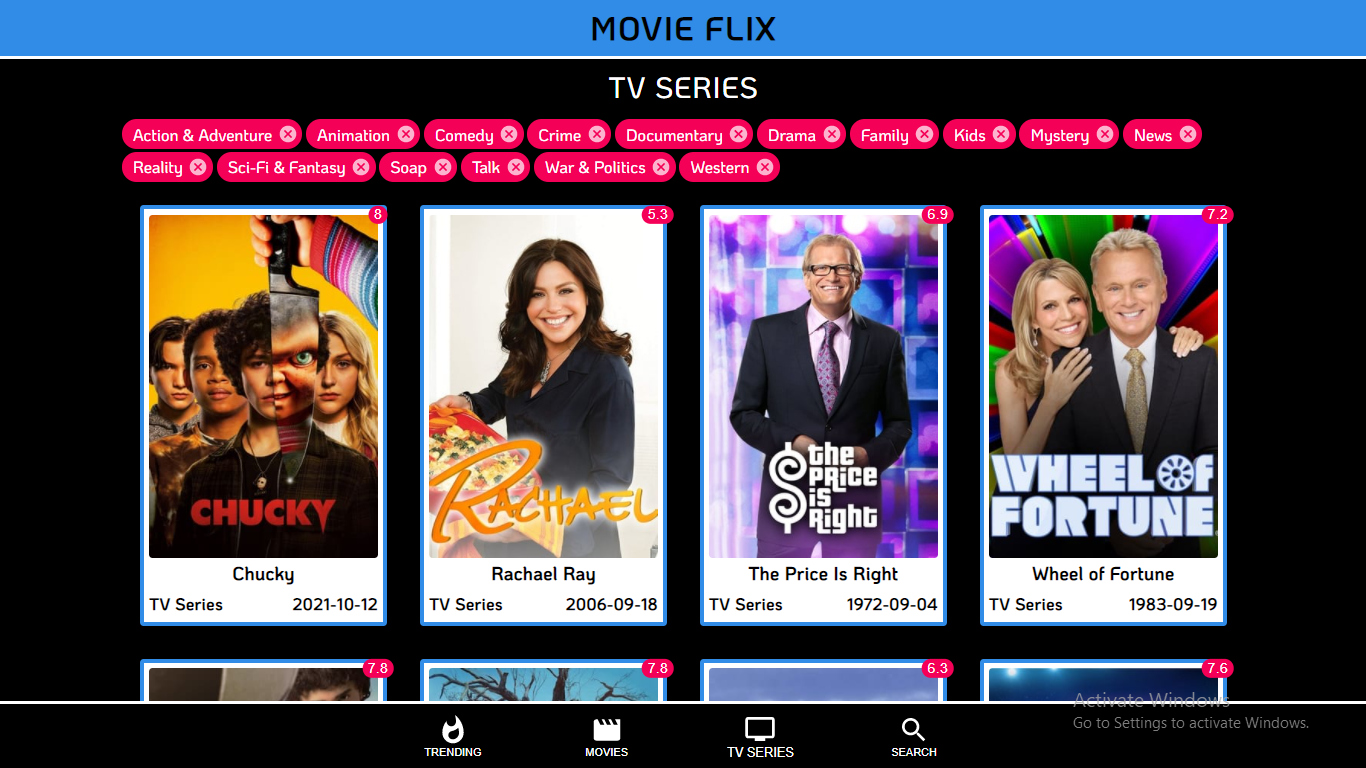 MOVIE FLIX
TV SERIES
Action & Adventure Animation Comedy Crime Documentary Drama Family Kids Mystery News
Reality Sci-Fi & Fantasy Soap Talk War & Politics Western
8 5.3 6.9 7.2
CHUCKY
RACHAEL
the PRICE is Right
WHEEL OF FORTUNE
Chucky Rachael Ray The Price Is Right Wheel of Fortune
TV Series 2021-10-12 TV Series 2006-09-18 TV Series 1972-09-04 TV Series 1983-09-19
7.8 7.8 6.3 7.6
Activate Windows
Go to Settings to activate Windows.
TRENDING MOVIES TV SERIES SEARCH